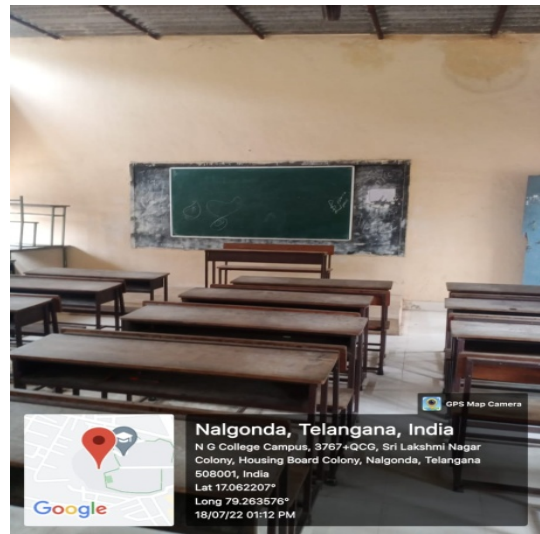 GPS Map Camera
Nalgonda, Telangana, India
N G College Campus, 3767+QCG, Sri Lakshmi Nagar
Colony, Housing Board Colony, Nalgonda, Telangana
508001, India
Lat 17.062207°
Long 79.263576°
18/07/22 01:12 PM
Google